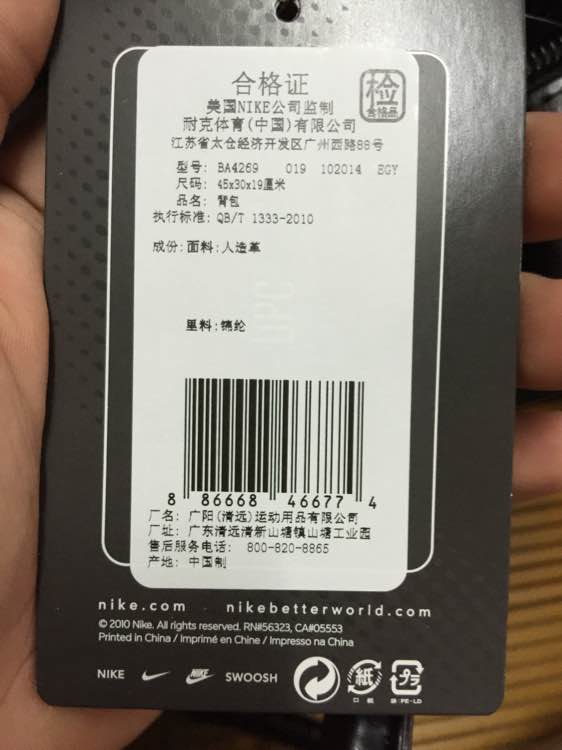 合格证
检
合格品
美国NIKE公司监制
耐克体育(中国)有限公司
江苏省太仓经济开发区广州西路88号
型号: BA4269 019 102014 EGY
尺码: 45x30x19厘米
品名: 背包
执行标准: QB/T 1333-2010
成份: 面料: 人造革
里料: 锦纶
UPC
8 86668 46677 4
厂名: 广阳(清远)运动用品有限公司
厂址: 广东清远清新山塘镇山塘工业园
售后服务电话: 800-820-8865
产地: 中国制
nike.com · nikebetterworld.com
© 2010 Nike. All rights reserved. RN#56323, CA#05553
Printed in China / Imprimé en Chine / Impresso na China
NIKE NIKE SWOOSH 紙 プラ